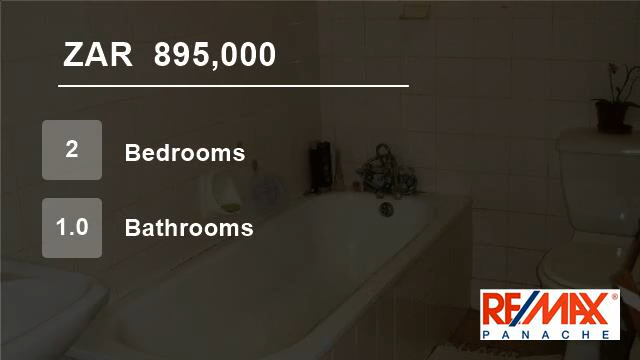 ZAR 895,000
2
Bedrooms
1.0
Bathrooms
RE/MAX®
PANACHE